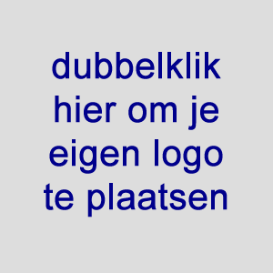 dubbelklik
hier om je
eigen logo
te plaatsen